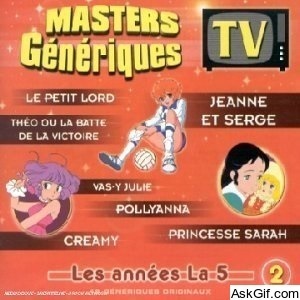 MASTERS
Génériques
TV
LE PETIT LORD
JEANNE
ET SERGE
THÉO OU LA BATTE
DE LA VICTOIRE
VAS-Y JULIE
POLLYANNA
CREAMY
PRINCESSE SARAH
Les années La 5
2
GÉNÉRIQUES ORIGINAUX
AskGif.com